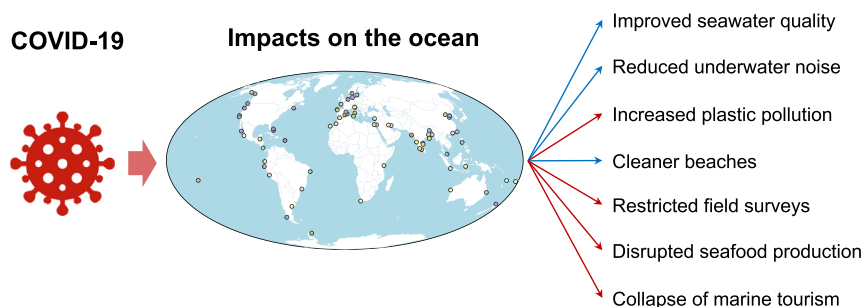 COVID-19
Impacts on the ocean
Improved seawater quality
Reduced underwater noise
Increased plastic pollution
Cleaner beaches
Restricted field surveys
Disrupted seafood production
Collapse of marine tourism